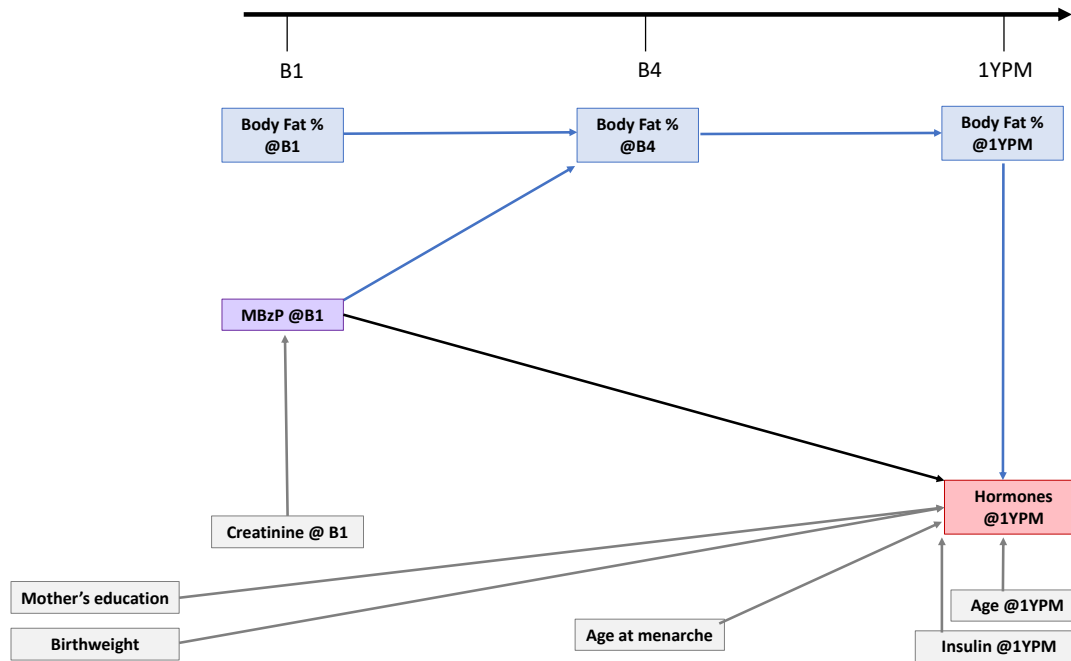 B1
B4
1YPM
Body Fat %
@B1
Body Fat %
@B4
Body Fat %
@1YPM
MBzP @B1
Hormones
@1YPM
Creatinine @ B1
Mother’s education
Age @1YPM
Birthweight
Age at menarche
Insulin @1YPM